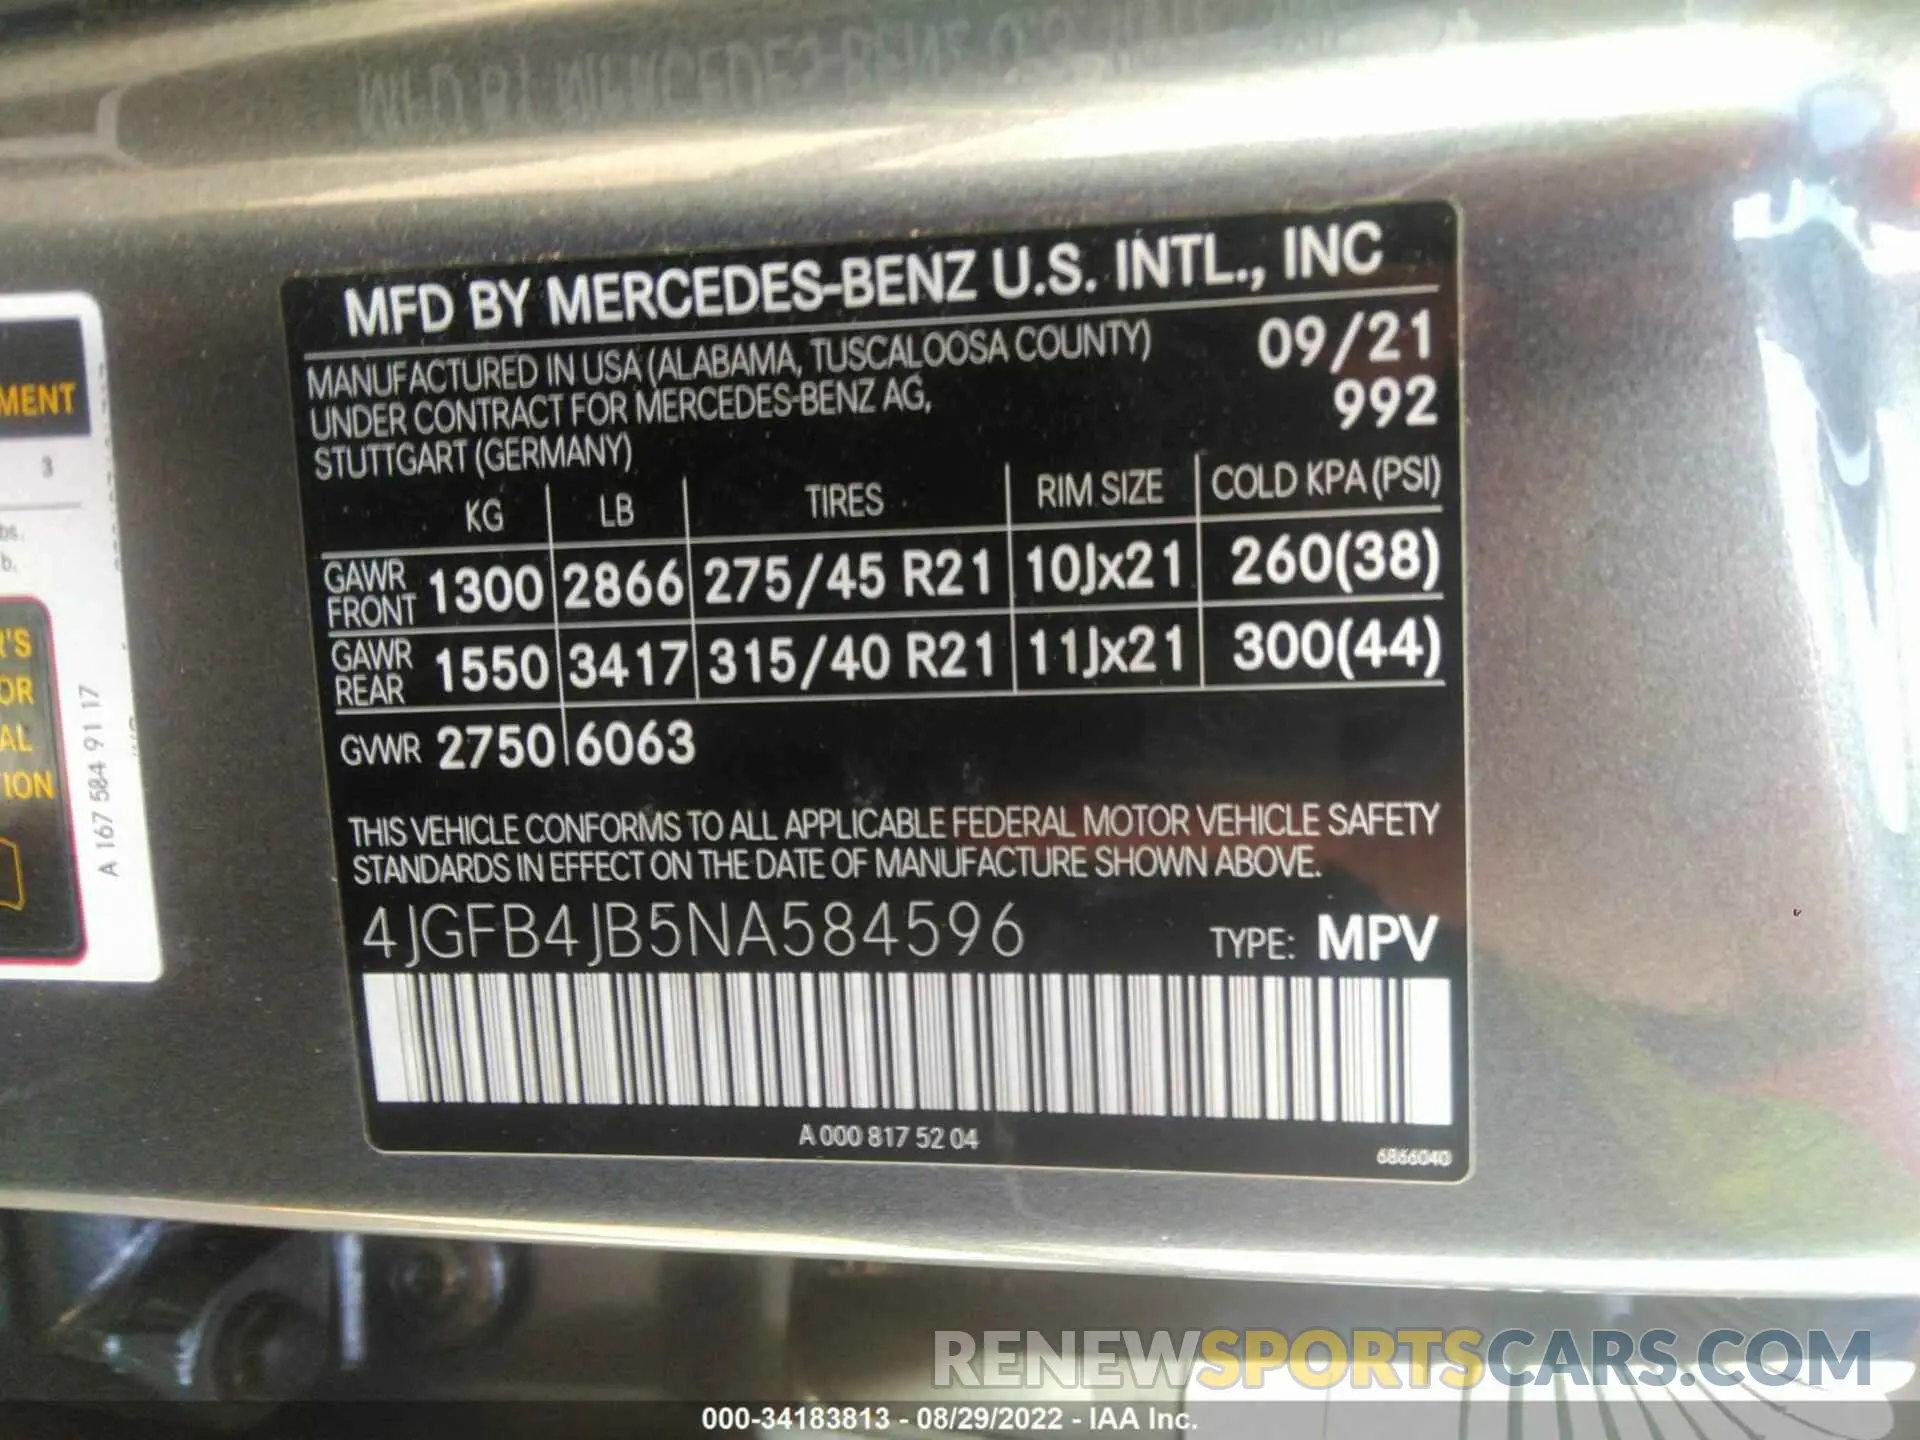 MFD BY MERCEDES-BENZ U.S. INTL., INC
MANUFACTURED IN USA (ALABAMA, TUSCALOOSA COUNTY) 09/21
UNDER CONTRACT FOR MERCEDES-BENZ AG, 992
STUTTGART (GERMANY)
KG LB TIRES RIM SIZE COLD KPA (PSI)
GAWR FRONT 1300 2866 275/45 R21 10Jx21 260(38)
GAWR REAR 1550 3417 315/40 R21 11Jx21 300(44)
GVWR 2750 6063
THIS VEHICLE CONFORMS TO ALL APPLICABLE FEDERAL MOTOR VEHICLE SAFETY
STANDARDS IN EFFECT ON THE DATE OF MANUFACTURE SHOWN ABOVE.
4JGFB4JB5NA584596 TYPE: MPV
A 000 817 52 04
6866040
MENT
3
bs.
b.
R'S
OR
AL
TION
A 167 584 91 17
RENEWSPORTSCARS.COM
000-34183813 - 08/29/2022 - IAA Inc.